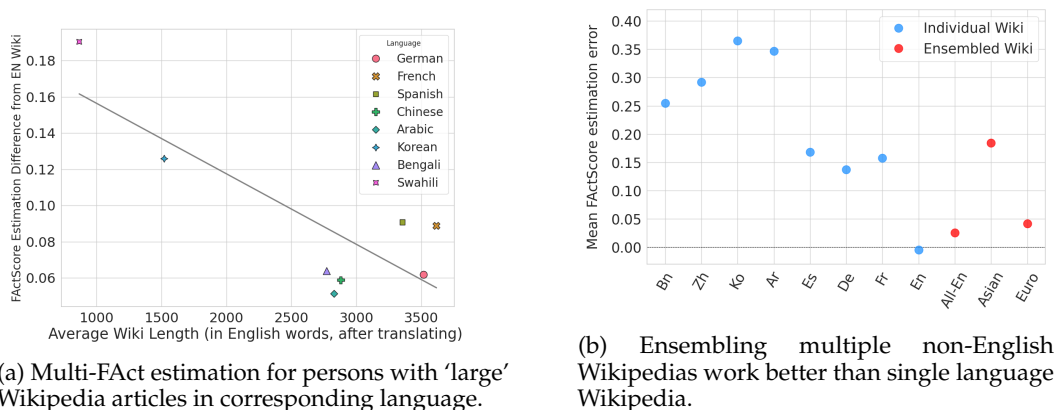 FActScore Estimation Difference from EN Wiki
0.18
0.16
0.14
0.12
0.10
0.08
0.06
1000 1500 2000 2500 3000 3500
Average Wiki Length (in English words, after translating)
Language
German
French
Spanish
Chinese
Arabic
Korean
Bengali
Swahili
(a) Multi-FAct estimation for persons with ‘large’
Wikipedia articles in corresponding language.
Mean FActScore estimation error
0.40
0.35
0.30
0.25
0.20
0.15
0.10
0.05
0.00
Individual Wiki
Ensembled Wiki
Bn Zh Ko Ar Es De Fr En All-En Asian Euro
(b) Ensembling multiple non-English
Wikipedias work better than single language
Wikipedia.